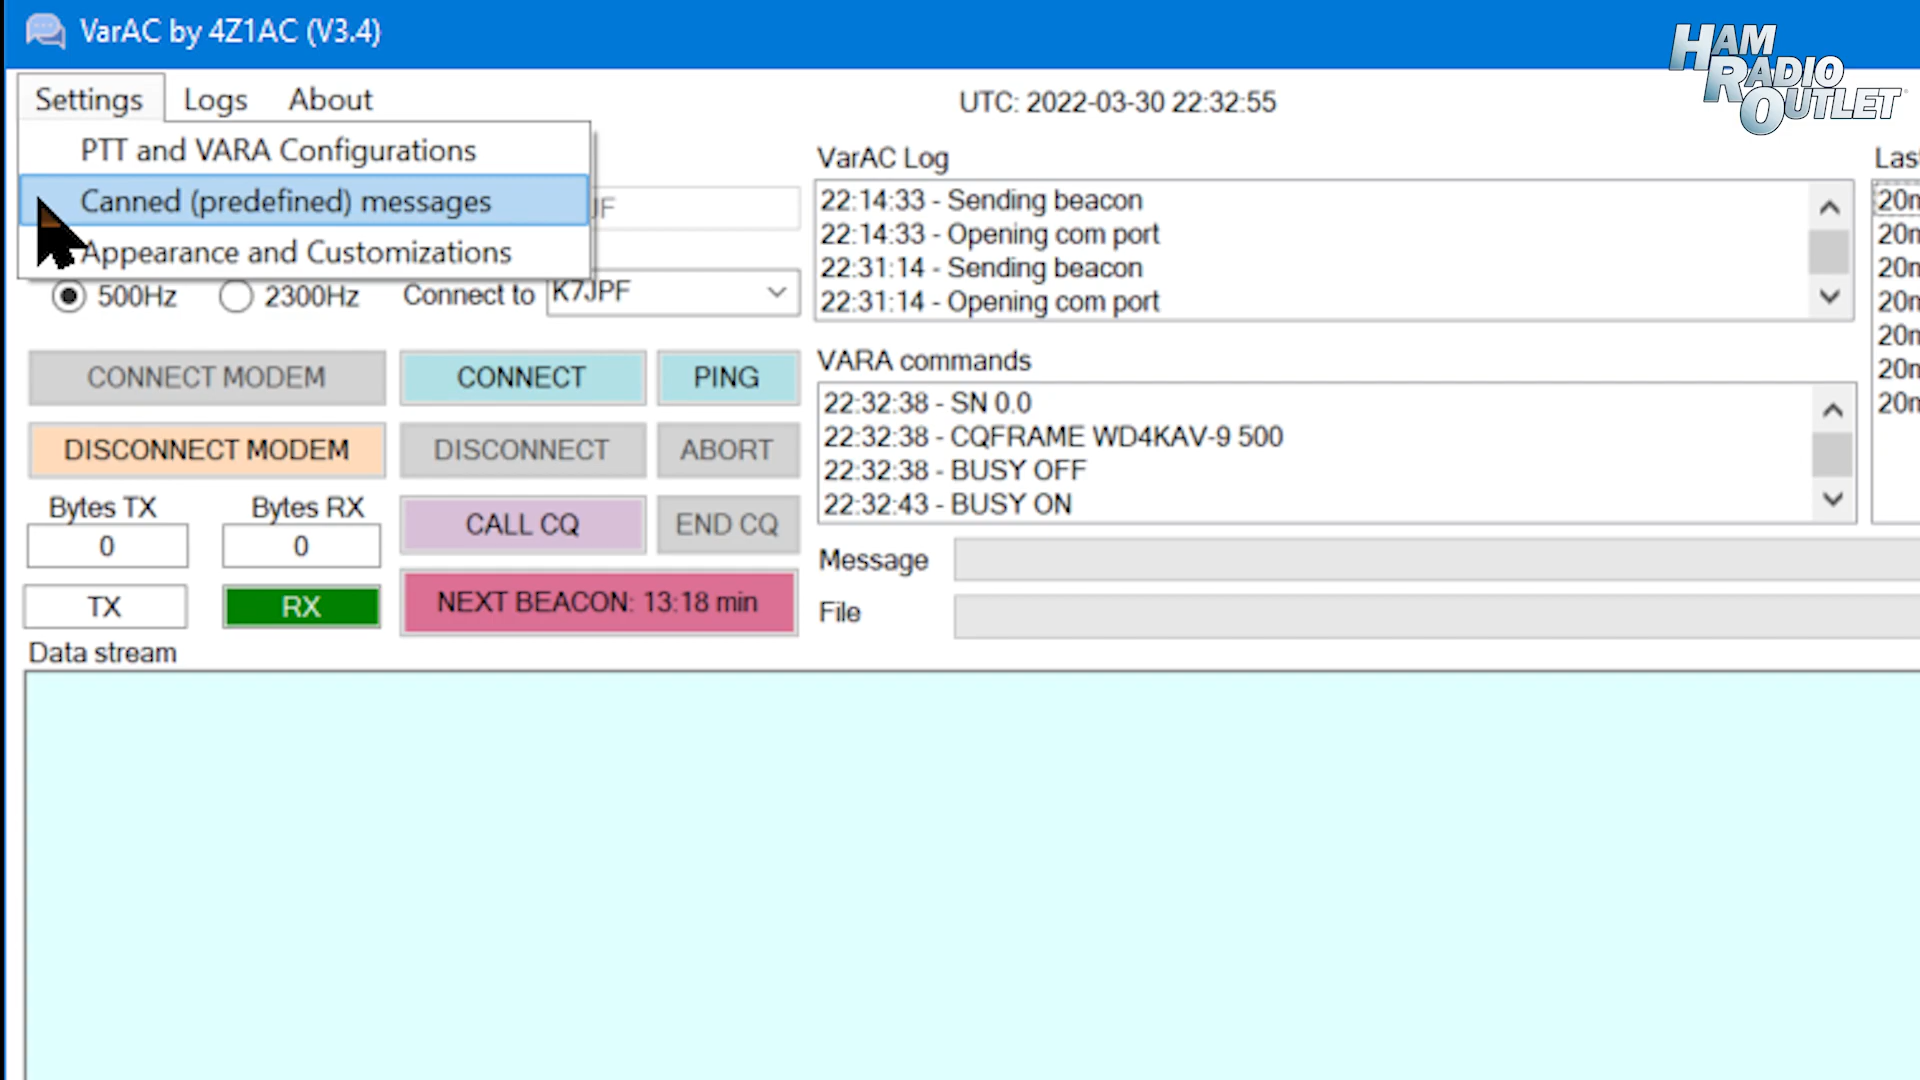 VarAC by 4Z1AC (V3.4)
HAM
RADIO
OUTLET
Settings Logs About
UTC: 2022-03-30 22:32:55
PTT and VARA Configurations
Canned (predefined) messages
Appearance and Customizations
500Hz 2300Hz Connect to K7JPF
CONNECT MODEM CONNECT PING
DISCONNECT MODEM DISCONNECT ABORT
Bytes TX Bytes RX
0 0
CALL CQ END CQ
TX RX
NEXT BEACON: 13:18 min
VarAC Log
22:14:33 - Sending beacon
22:14:33 - Opening com port
22:31:14 - Sending beacon
22:31:14 - Opening com port
VARA commands
22:32:38 - SN 0.0
22:32:38 - CQFRAME WD4KAV-9 500
22:32:38 - BUSY OFF
22:32:43 - BUSY ON
Message
File
Data stream